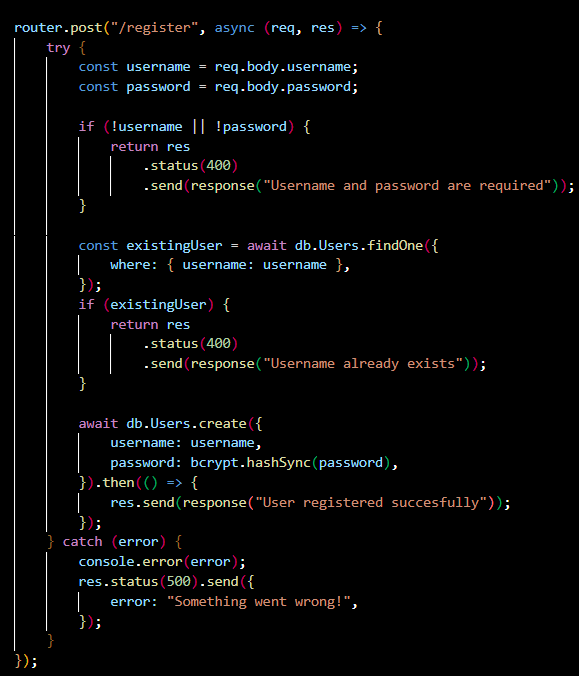 router.post("/register", async (req, res) => {
try {
const username = req.body.username;
const password = req.body.password;
if (!username || !password) {
return res
.status(400)
.send(response("Username and password are required"));
}
const existingUser = await db.Users.findOne({
where: { username: username },
});
if (existingUser) {
return res
.status(400)
.send(response("Username already exists"));
}
await db.Users.create({
username: username,
password: bcrypt.hashSync(password),
}).then(() => {
res.send(response("User registered succesfully"));
});
} catch (error) {
console.error(error);
res.status(500).send({
error: "Something went wrong!",
});
}
});